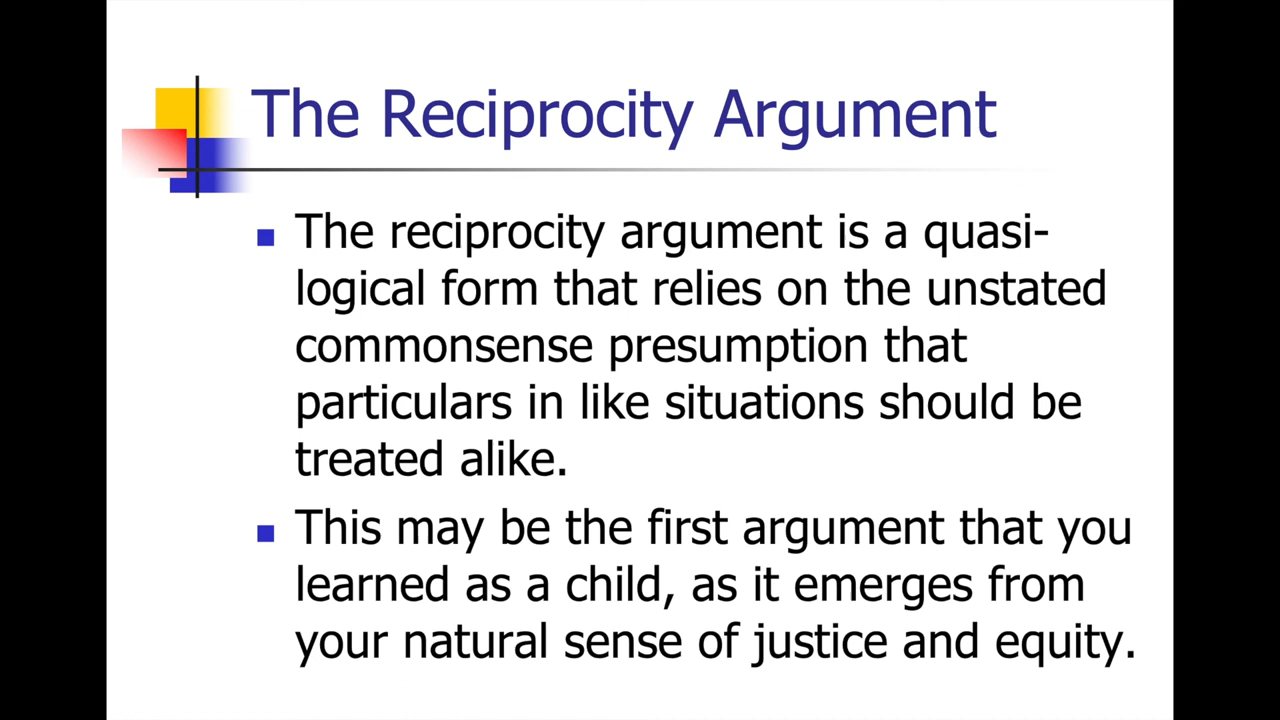 The Reciprocity Argument
The reciprocity argument is a quasi-
logical form that relies on the unstated
commonsense presumption that
particulars in like situations should be
treated alike.
This may be the first argument that you
learned as a child, as it emerges from
your natural sense of justice and equity.